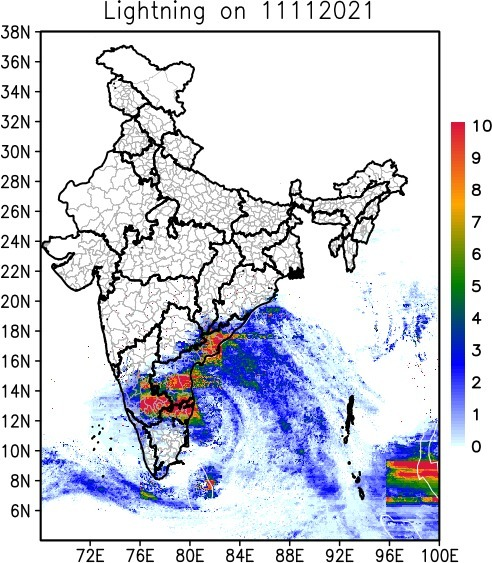 Lightning on 11112021
38N
36N
34N
32N
30N
28N
26N
24N
22N
20N
18N
16N
14N
12N
10N
8N
6N
72E 76E 80E 84E 88E 92E 96E 100E
10
9
8
7
6
5
4
3
2
1
0